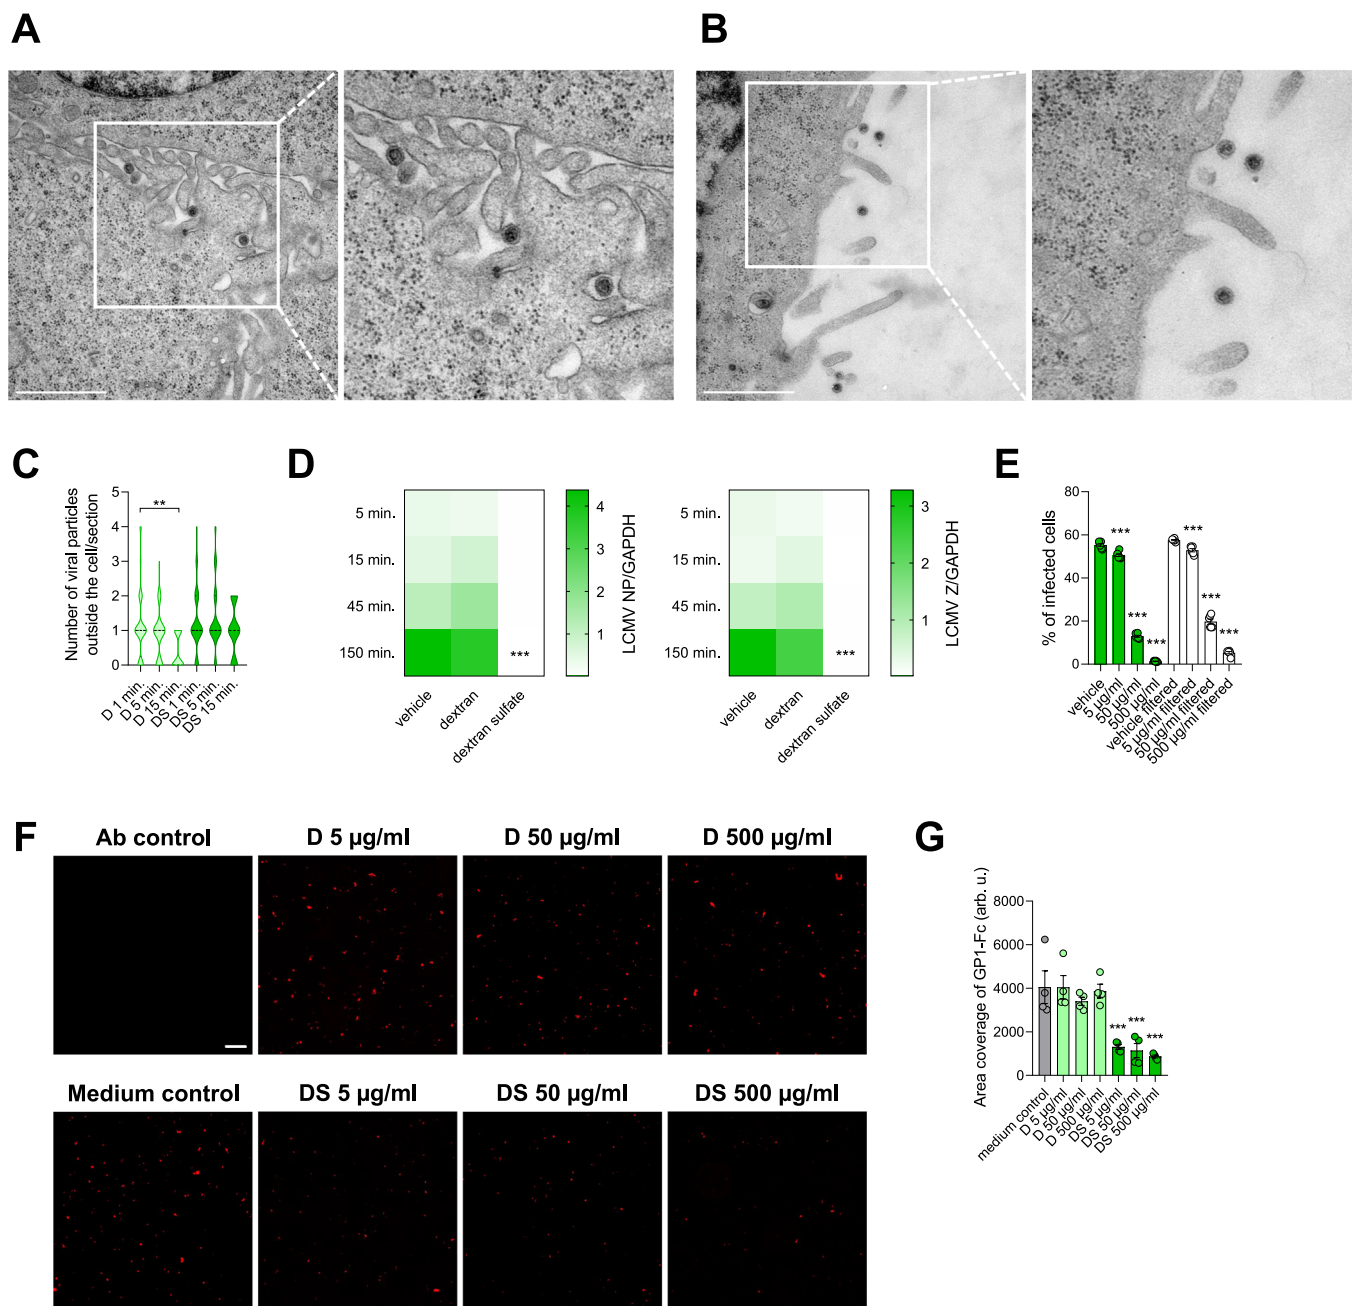 A
B
C
Number of viral particles
outside the cell/section
5
4
3
2
1
0
**
D 1 min.
D 5 min.
D 15 min.
DS 1 min.
DS 5 min.
DS 15 min.
D
5 min.
15 min.
45 min.
150 min.
***
vehicle
dextran
dextran sulfate
4
3
2
1
LCMV NP/GAPDH
5 min.
15 min.
45 min.
150 min.
***
vehicle
dextran
dextran sulfate
3
2
1
LCMV Z/GAPDH
E
% of infected cells
80
60
40
20
0
***
***
***
***
***
***
vehicle
5 µg/ml
50 µg/ml
500 µg/ml
vehicle filtered
5 µg/ml filtered
50 µg/ml filtered
500 µg/ml filtered
F
Ab control
D 5 µg/ml
D 50 µg/ml
D 500 µg/ml
Medium control
DS 5 µg/ml
DS 50 µg/ml
DS 500 µg/ml
G
Area coverage of GP1-Fc (arb. u.)
8000
6000
4000
2000
0
***
***
***
medium control
D 5 µg/ml
D 50 µg/ml
D 500 µg/ml
DS 5 µg/ml
DS 50 µg/ml
DS 500 µg/ml